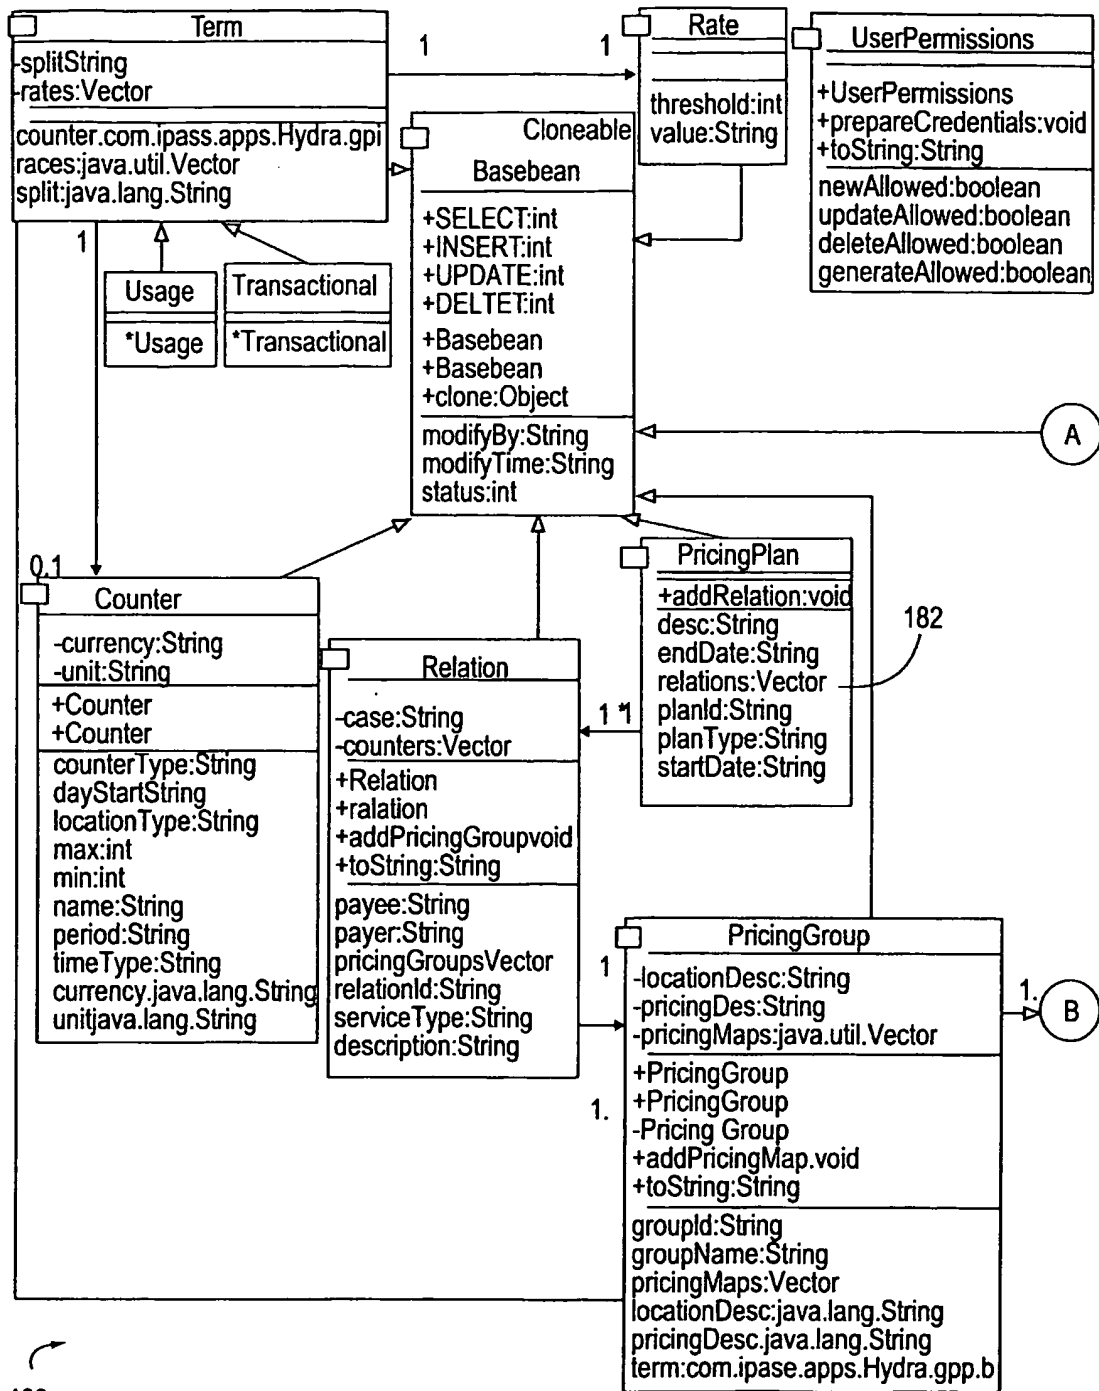 Term
-splitString
-rates:Vector
counter.com.ipass.apps.Hydra.gpi
races:java.util.Vector
split:java.lang.String
1
1
Rate
threshold:int
value:String
UserPermissions
+UserPermissions
+prepareCredentials:void
+toString:String
newAllowed:boolean
updateAllowed:boolean
deleteAllowed:boolean
generateAllowed:boolean
Cloneable
Basebean
+SELECT:int
+INSERT:int
+UPDATE:int
+DELTET:int
+Basebean
+Basebean
+clone:Object
modifyBy:String
modifyTime:String
status:int
1
Usage
*Usage
Transactional
*Transactional
A
0.1
Counter
-currency:String
-unit:String
+Counter
+Counter
counterType:String
dayStartString
locationType:String
max:int
min:int
name:String
period:String
timeType:String
currency.java.lang.String
unitjava.lang.String
Relation
-case:String
-counters:Vector
+Relation
+ralation
+addPricingGroupvoid
+toString:String
payee:String
payer:String
pricingGroupsVector
relationId:String
serviceType:String
description:String
PricingPlan
+addRelation:void
desc:String
endDate:String
relations:Vector
planId:String
planType:String
startDate:String
182
1 *1
1
1.
PricingGroup
-locationDesc:String
-pricingDes:String
-pricingMaps:java.util.Vector
+PricingGroup
+PricingGroup
-Pricing Group
+addPricingMap.void
+toString:String
groupId:String
groupName:String
pricingMaps:Vector
locationDesc:java.lang.String
pricingDesc.java.lang.String
term:com.ipase.apps.Hydra.gpp.b
1.
B